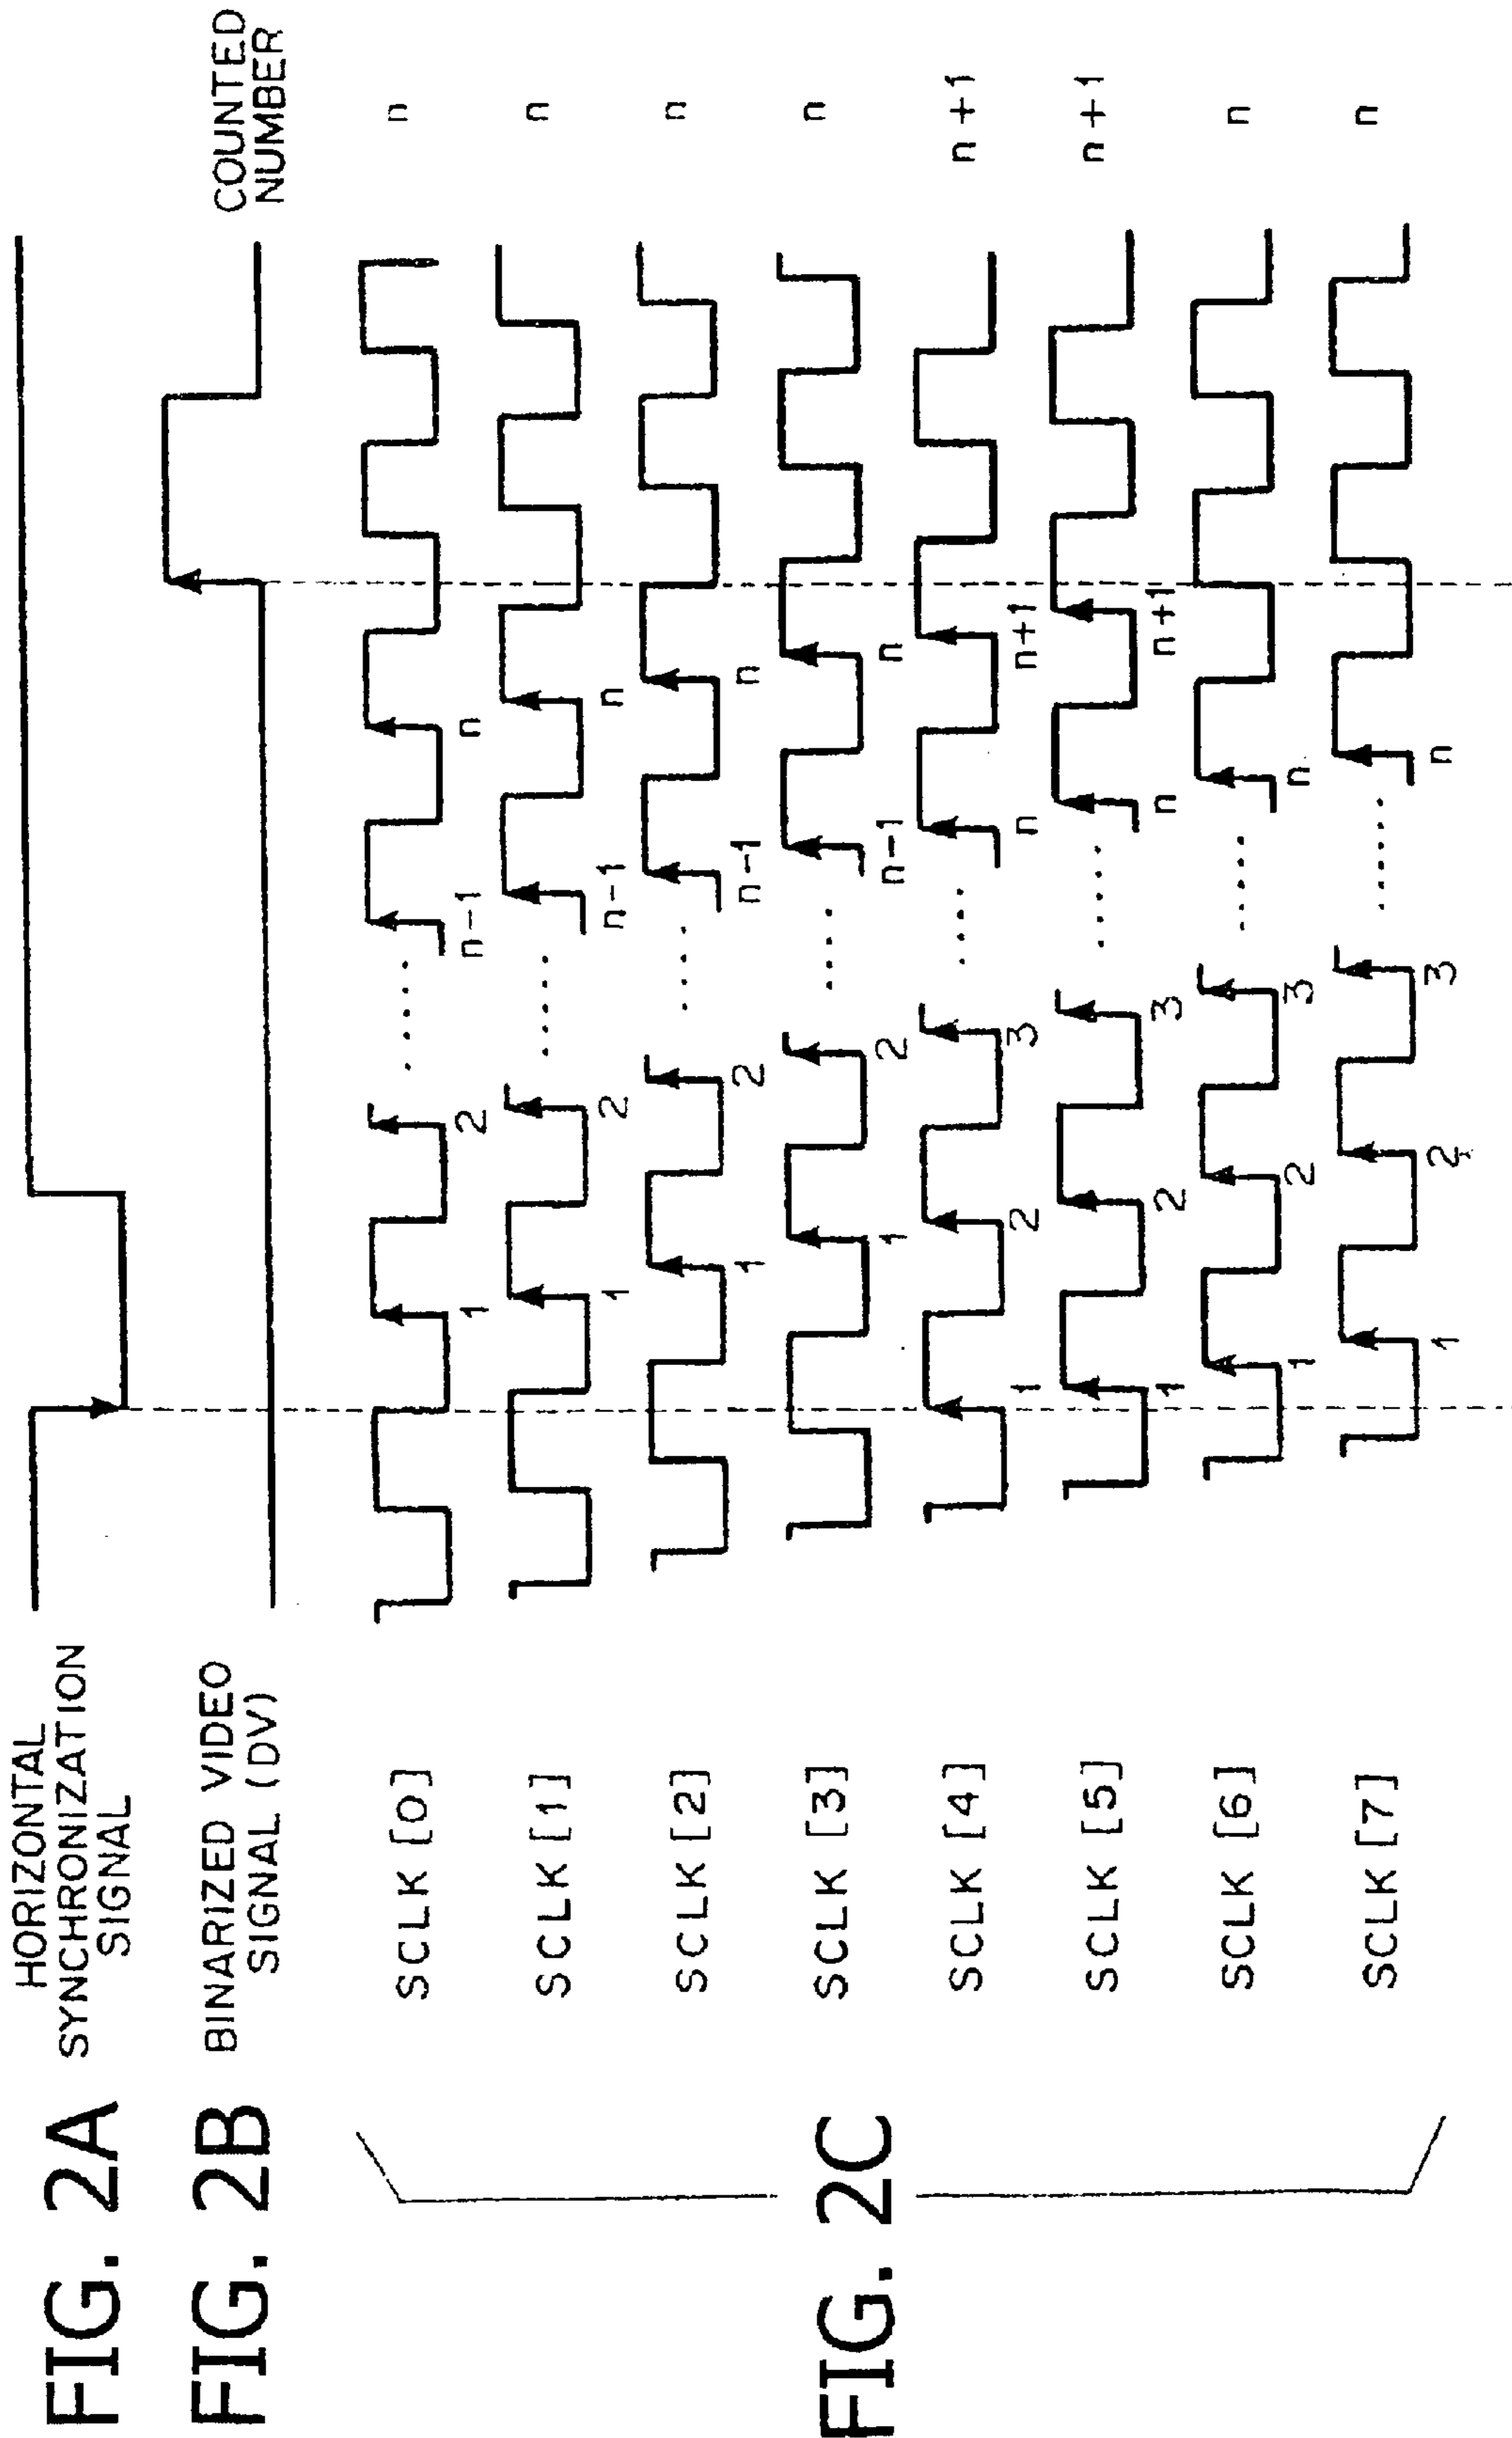 FIG. 2A
HORIZONTAL
SYNCHRONIZATION
SIGNAL
FIG. 2B
BINARIZED VIDEO
SIGNAL (DV)
COUNTED
NUMBER
FIG. 2C
SCLK [0]
1 2 ····· n-1 n
n
SCLK [1]
1 2 ····· n-1 n
n
SCLK [2]
1 2 ···· n-1 n
n
SCLK [3]
1 2 ···· n-1 n
n
SCLK [4]
1 2 3 ···· n n+1
n+1
SCLK [5]
1 2 3 ····· n n+1
n+1
SCLK [6]
1 2 3 ····· n
n
SCLK [7]
1 2 3 ····· n
n